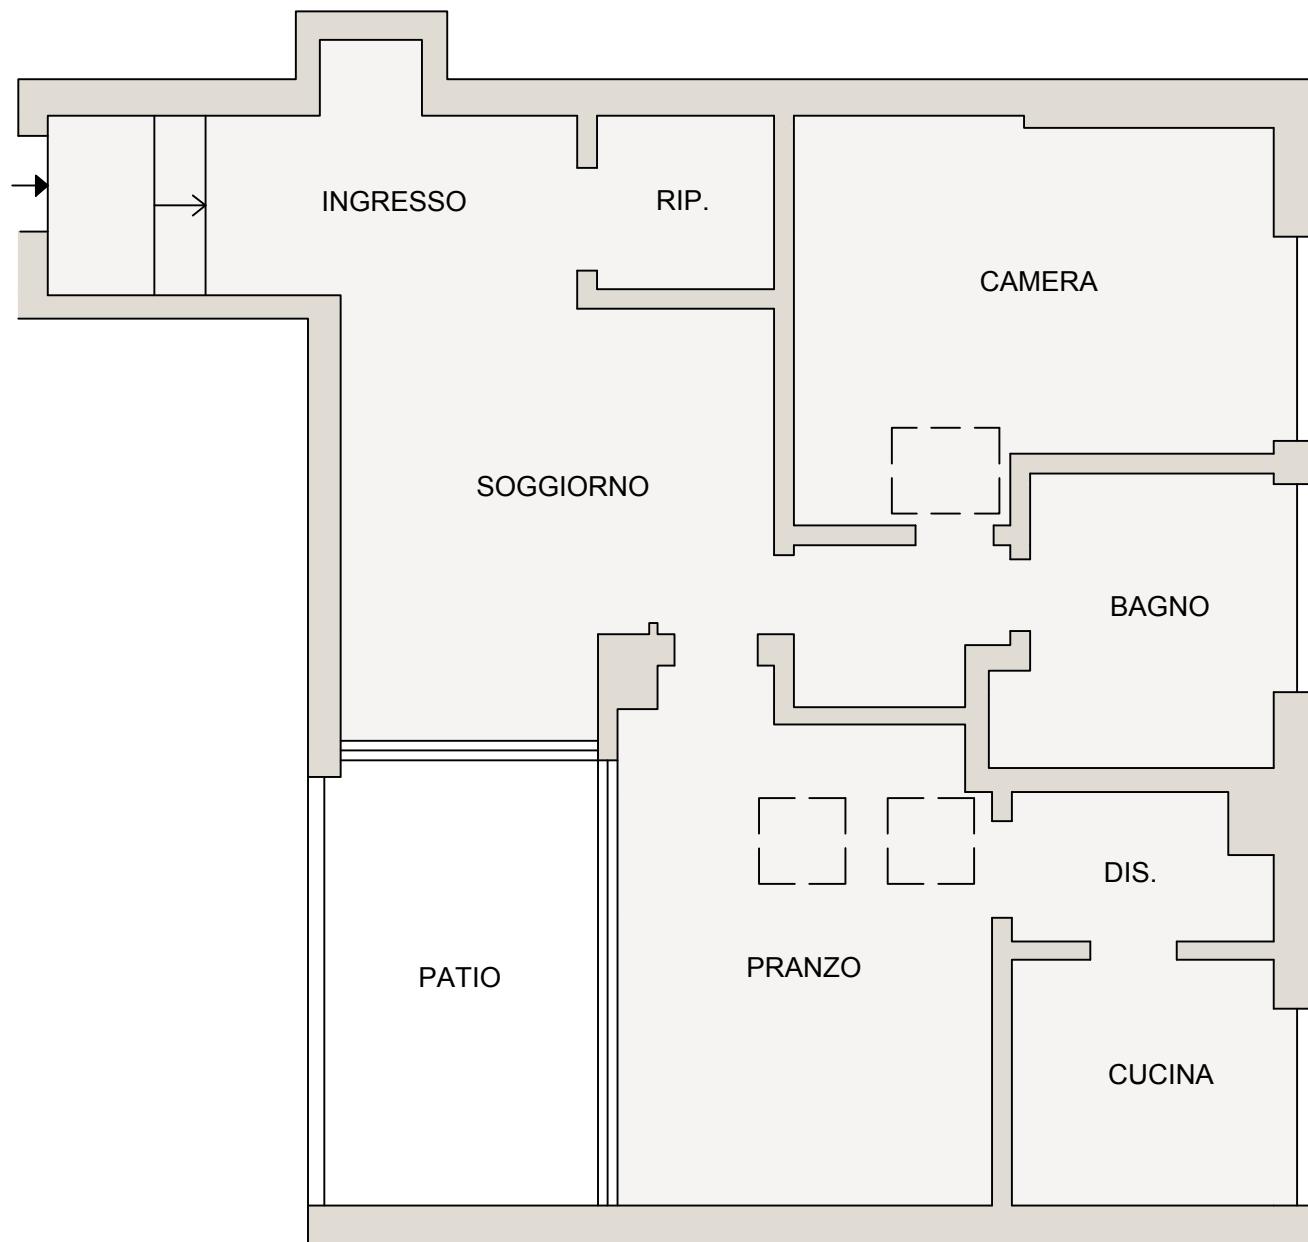 INGRESSO
RIP.
CAMERA
SOGGIORNO
BAGNO
DIS.
PATIO
PRANZO
CUCINA